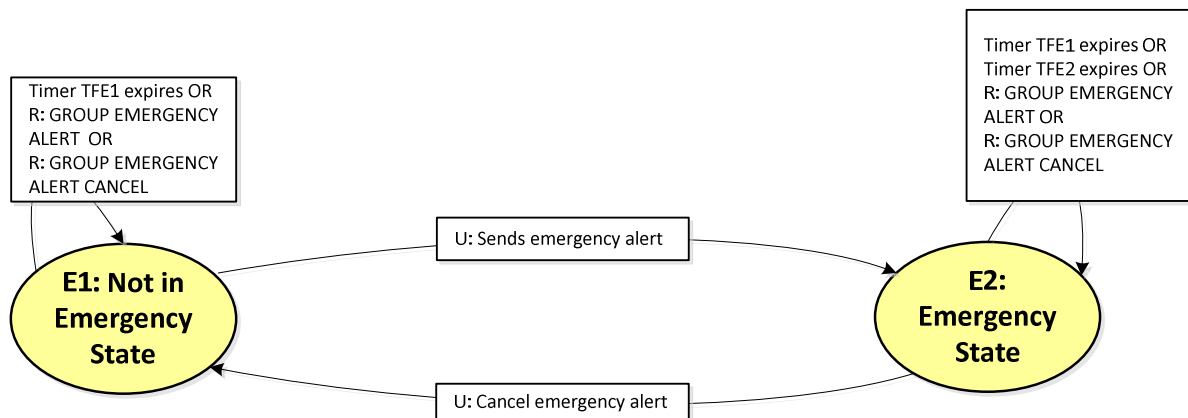 Timer TFE1 expires OR
R: GROUP EMERGENCY
ALERT OR
R: GROUP EMERGENCY
ALERT CANCEL
Timer TFE1 expires OR
Timer TFE2 expires OR
R: GROUP EMERGENCY
ALERT OR
R: GROUP EMERGENCY
ALERT CANCEL
U: Sends emergency alert
E1: Not in
Emergency
State
E2:
Emergency
State
U: Cancel emergency alert